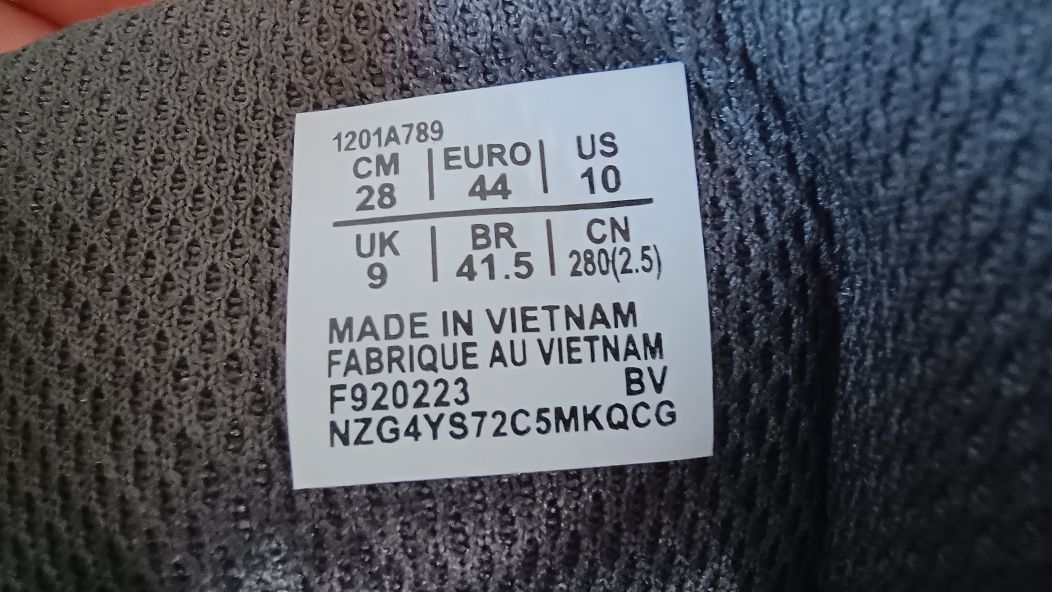 1201A789
CM | EURO | US
28 | 44 | 10
UK | BR | CN
9 | 41.5 | 280(2.5)
MADE IN VIETNAM
FABRIQUE AU VIETNAM
F920223 BV
NZG4YS72C5MKQCG